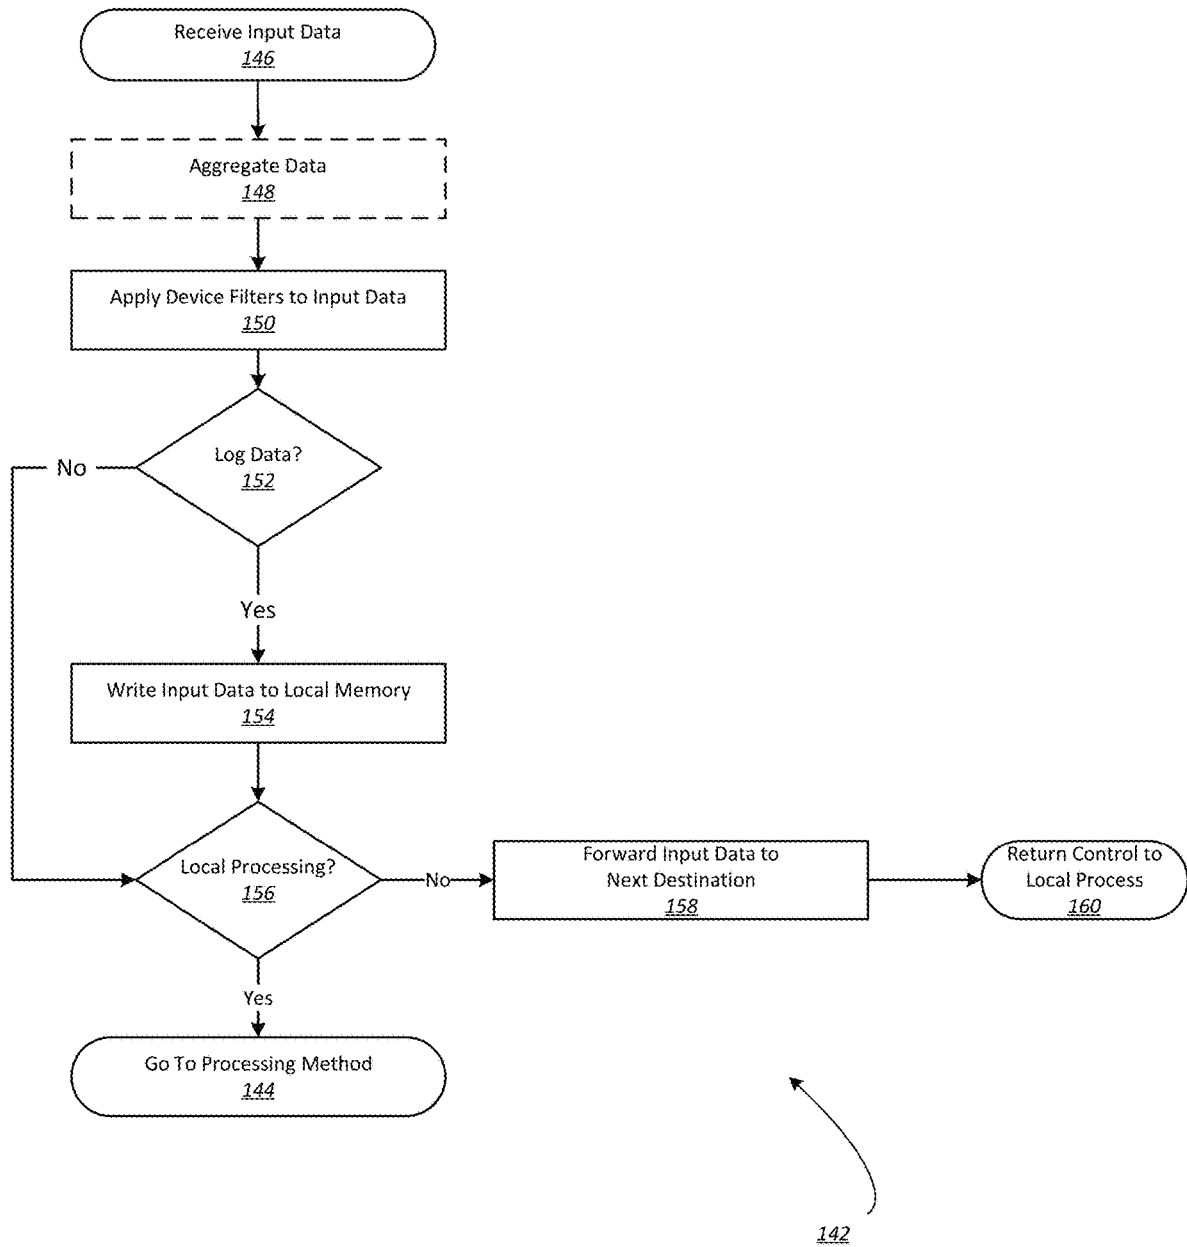 Receive Input Data
146
Aggregate Data
148
Apply Device Filters to Input Data
150
Log Data?
152
No
Yes
Write Input Data to Local Memory
154
Local Processing?
156
No
Forward Input Data to
Next Destination
158
Return Control to
Local Process
160
Yes
Go To Processing Method
144
142